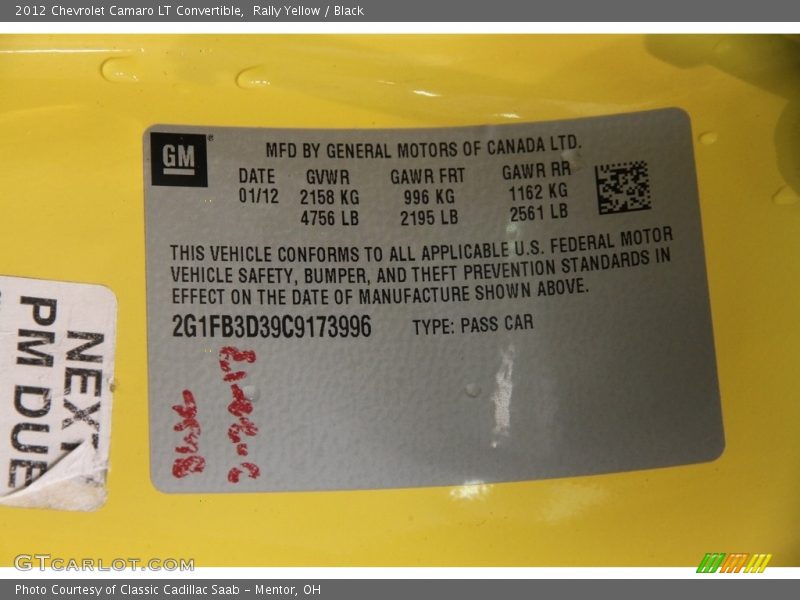 2012 Chevrolet Camaro LT Convertible,  Rally Yellow / Black
GM
MFD BY GENERAL MOTORS OF CANADA LTD.
DATE GVWR GAWR FRT GAWR RR
01/12 2158 KG 996 KG 1162 KG
4756 LB 2195 LB 2561 LB
THIS VEHICLE CONFORMS TO ALL APPLICABLE U.S. FEDERAL MOTOR
VEHICLE SAFETY, BUMPER, AND THEFT PREVENTION STANDARDS IN
EFFECT ON THE DATE OF MANUFACTURE SHOWN ABOVE.
2G1FB3D39C9173996 TYPE: PASS CAR
NEXT
PM DUE
GTCARLOT.COM
Photo Courtesy of Classic Cadillac Saab – Mentor, OH